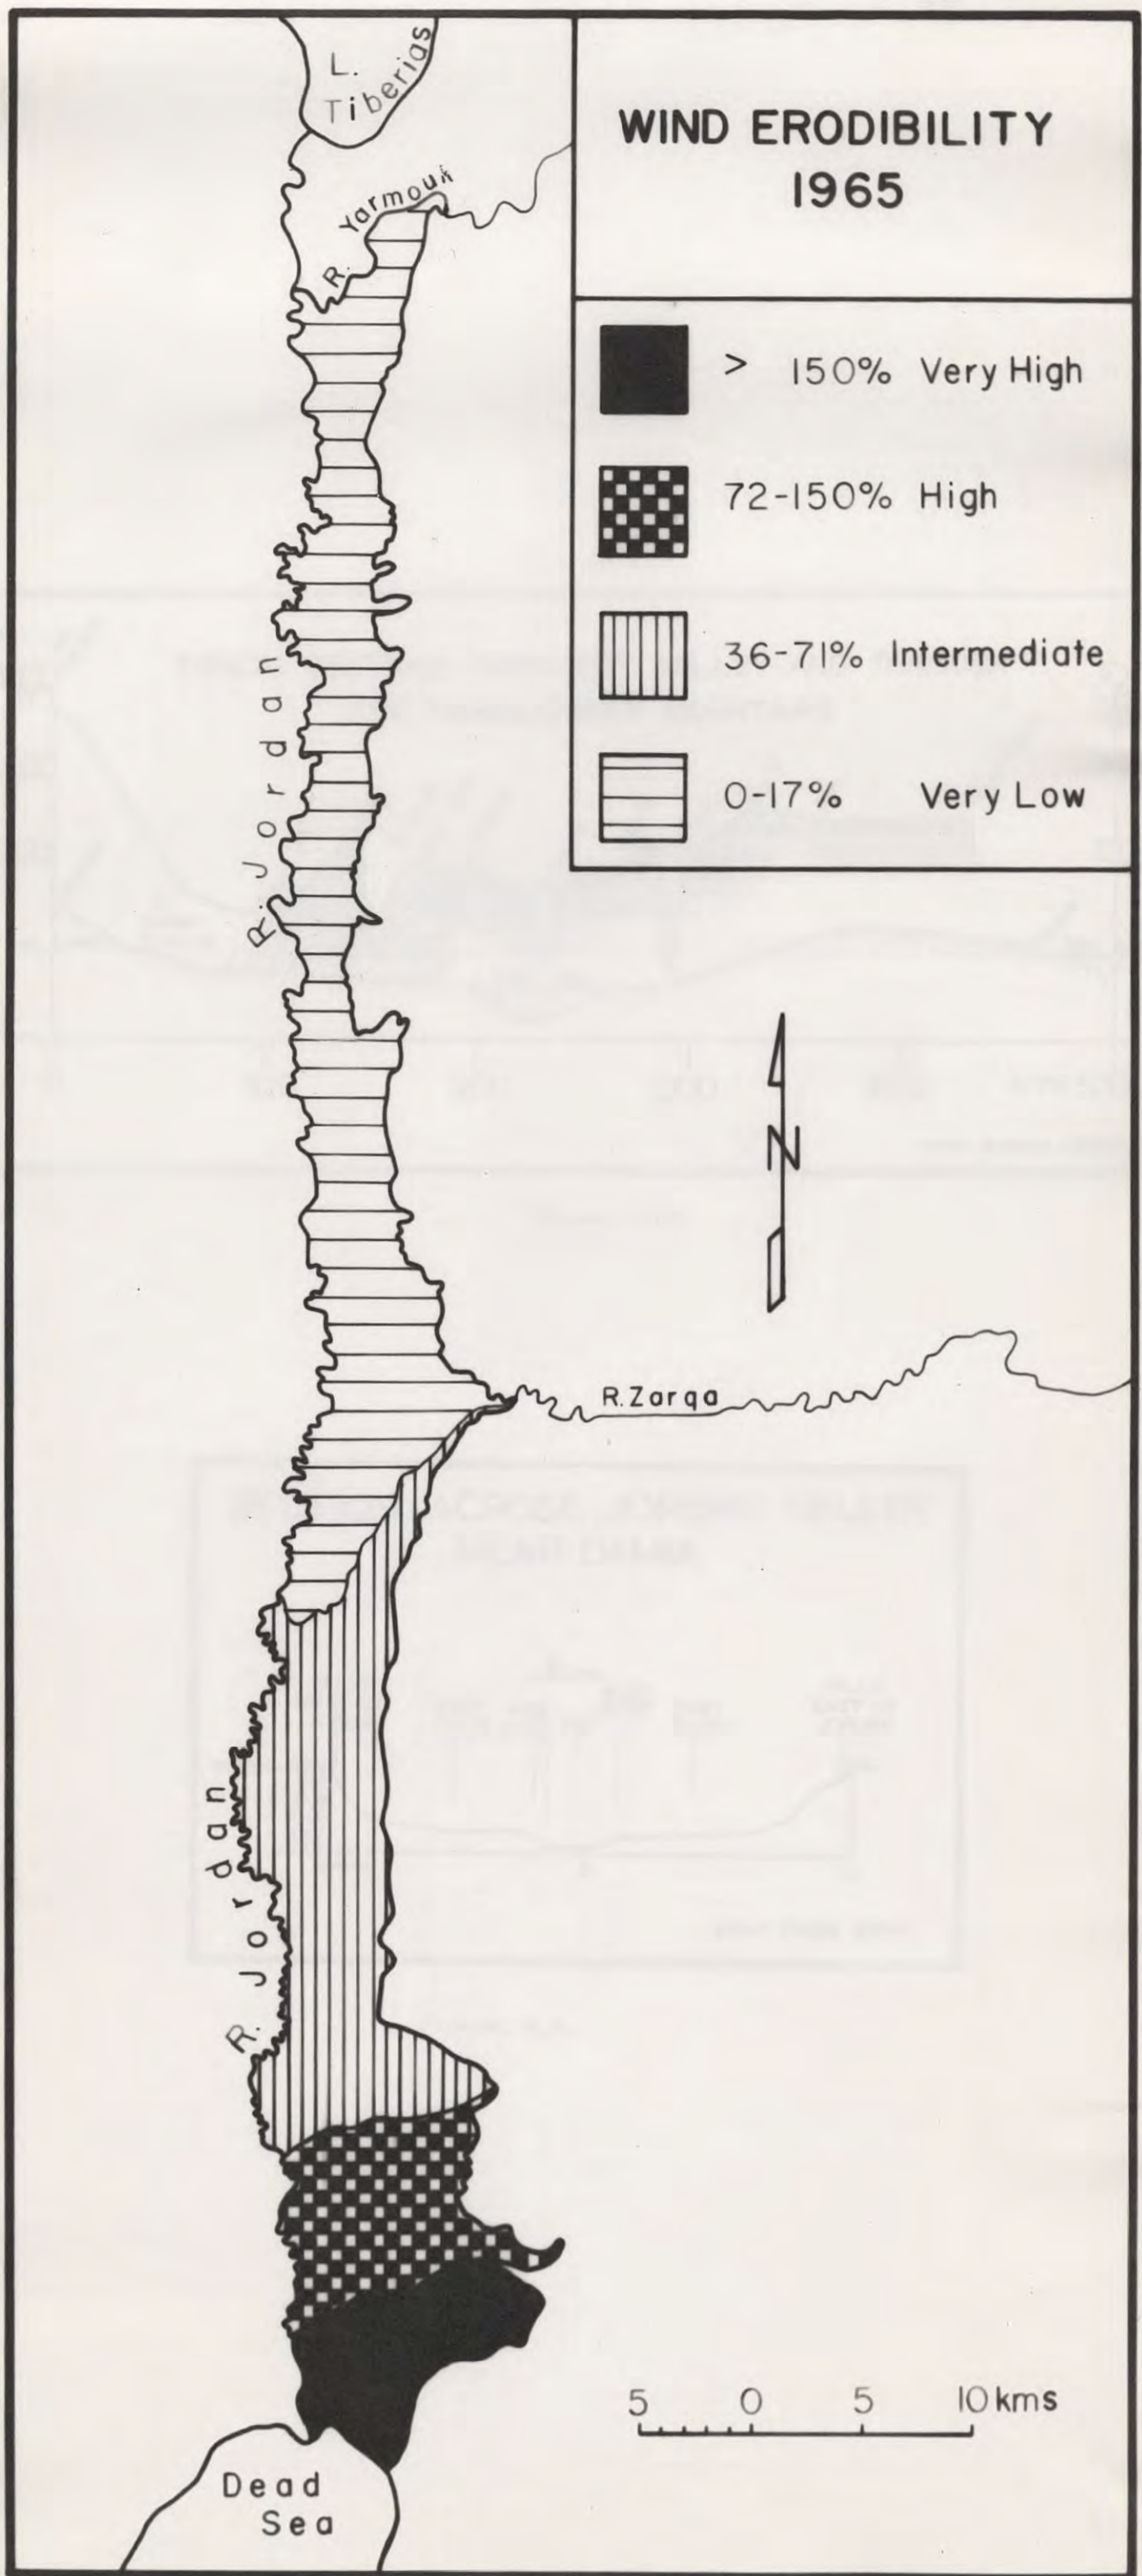 L.
Tiberias
WIND ERODIBILITY
1965
R. Yarmouk
> 150% Very High
72-150% High
36-71% Intermediate
0-17% Very Low
R. Jordan
N
R. Zarqa
R. Jordan
5 0 5 10 kms
Dead
Sea